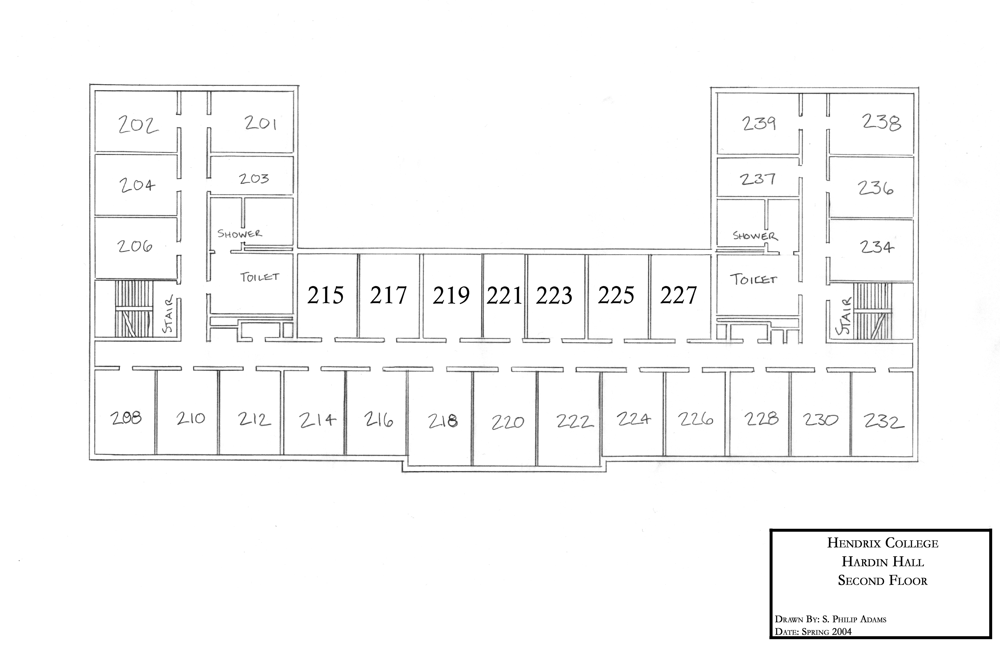 202
201
239
238
204
203
237
236
SHOWER
SHOWER
206
234
TOILET
TOILET
STAIR
215
217
219
221
223
225
227
STAIR
208
210
212
214
216
218
220
222
224
226
228
230
232
HENDRIX COLLEGE
HARDIN HALL
SECOND FLOOR
DRAWN BY: S. PHILIP ADAMS
DATE: SPRING 2004